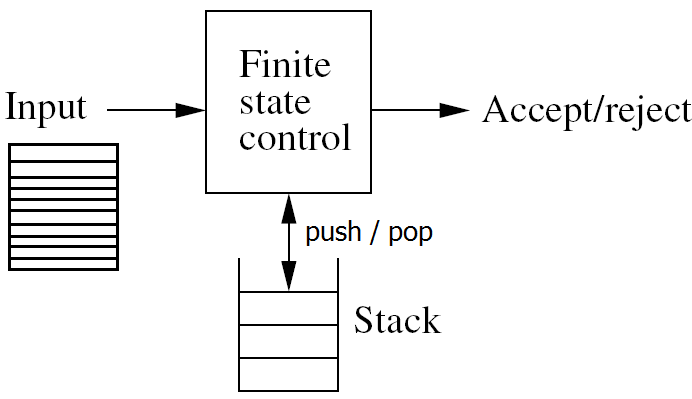 Input
Finite
state
control
Accept/reject
push / pop
Stack